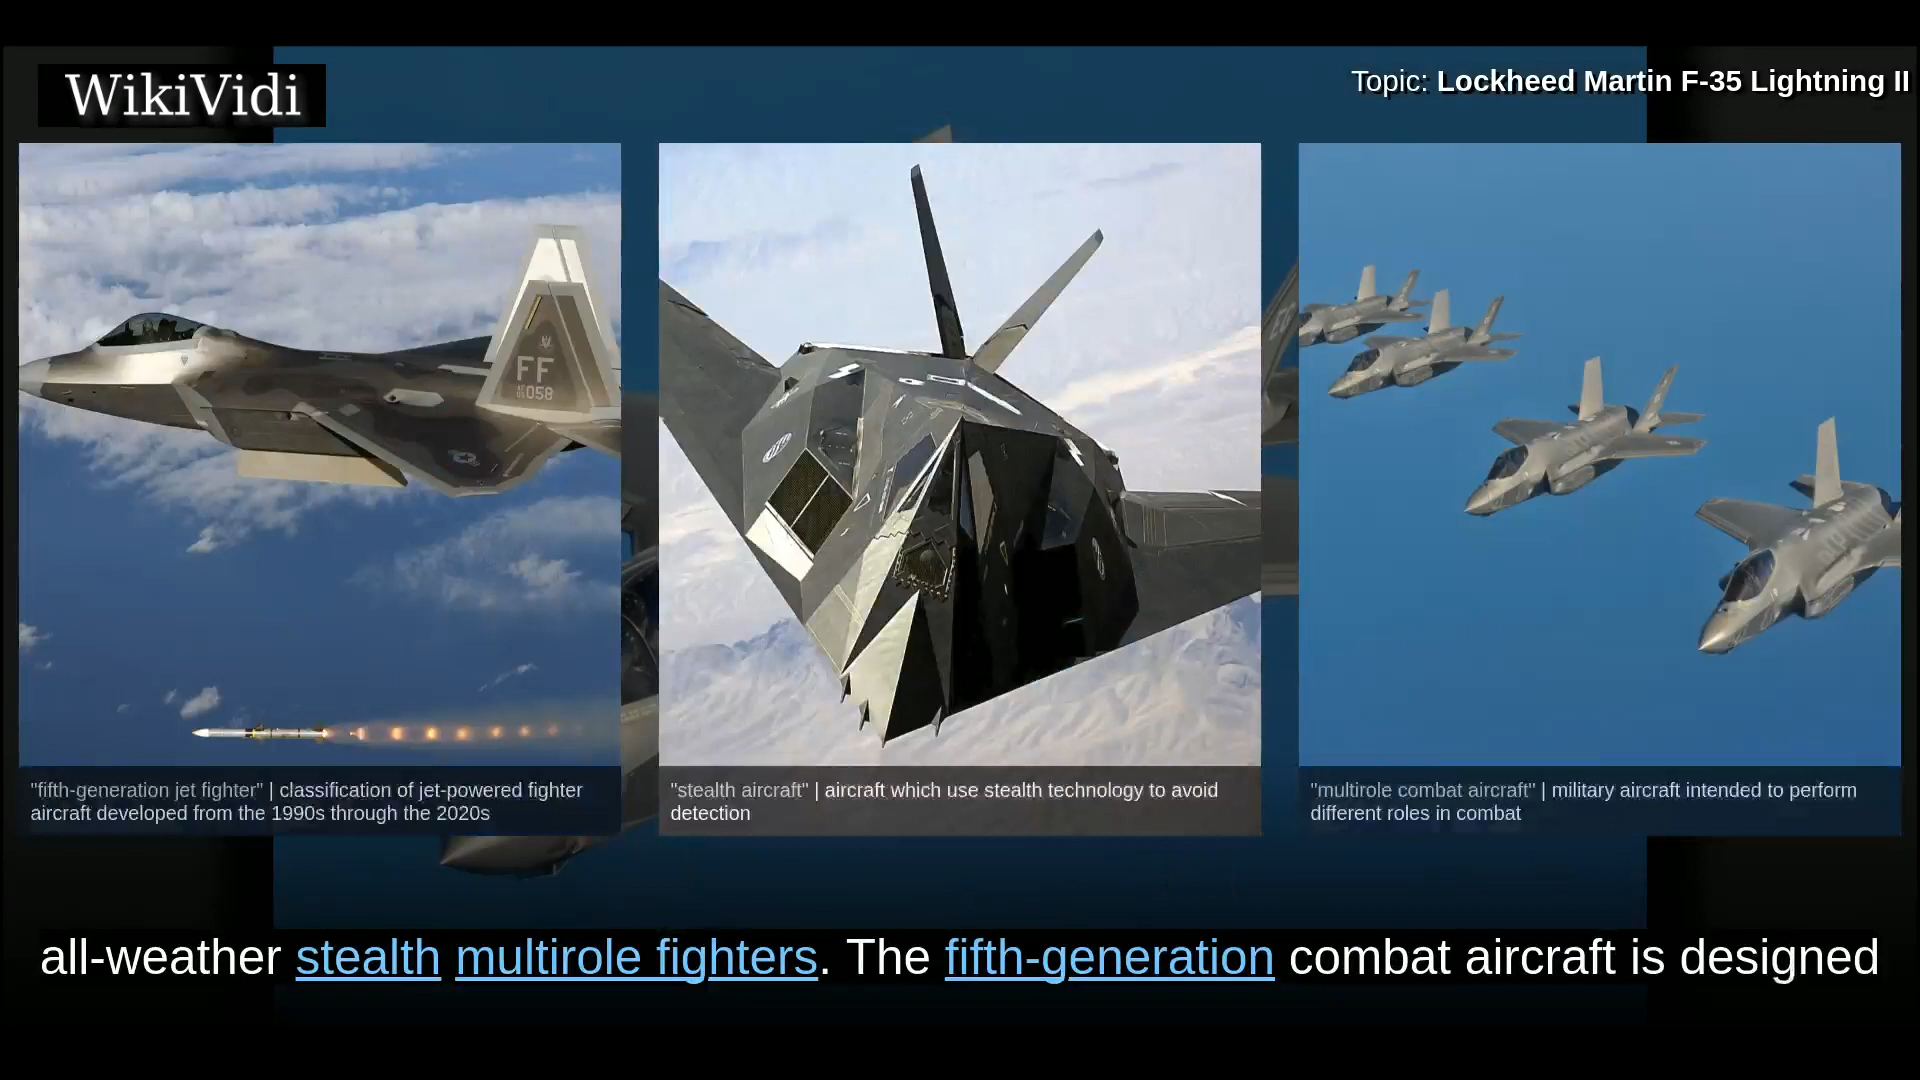 WikiVidi
Topic: Lockheed Martin F-35 Lightning II
FF
058
"fifth-generation jet fighter" | classification of jet-powered fighter
aircraft developed from the 1990s through the 2020s
"stealth aircraft" | aircraft which use stealth technology to avoid
detection
"multirole combat aircraft" | military aircraft intended to perform
different roles in combat
all-weather stealth multirole fighters. The fifth-generation combat aircraft is designed